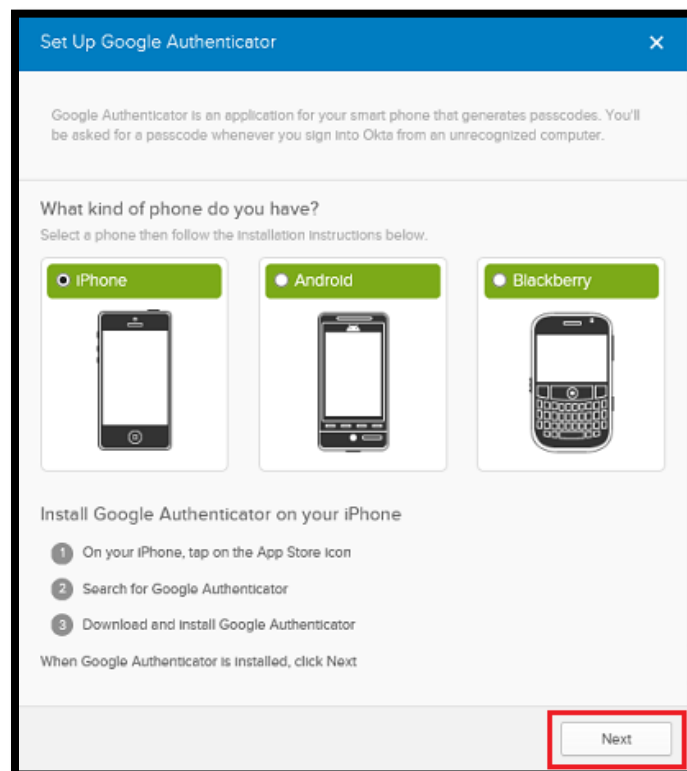 Set Up Google Authenticator
Google Authenticator is an application for your smart phone that generates passcodes. You'll
be asked for a passcode whenever you sign into Okta from an unrecognized computer.
What kind of phone do you have?
Select a phone then follow the installation instructions below.
iPhone
Android
Blackberry
Install Google Authenticator on your iPhone
1 On your iPhone, tap on the App Store icon
2 Search for Google Authenticator
3 Download and install Google Authenticator
When Google Authenticator is installed, click Next
Next